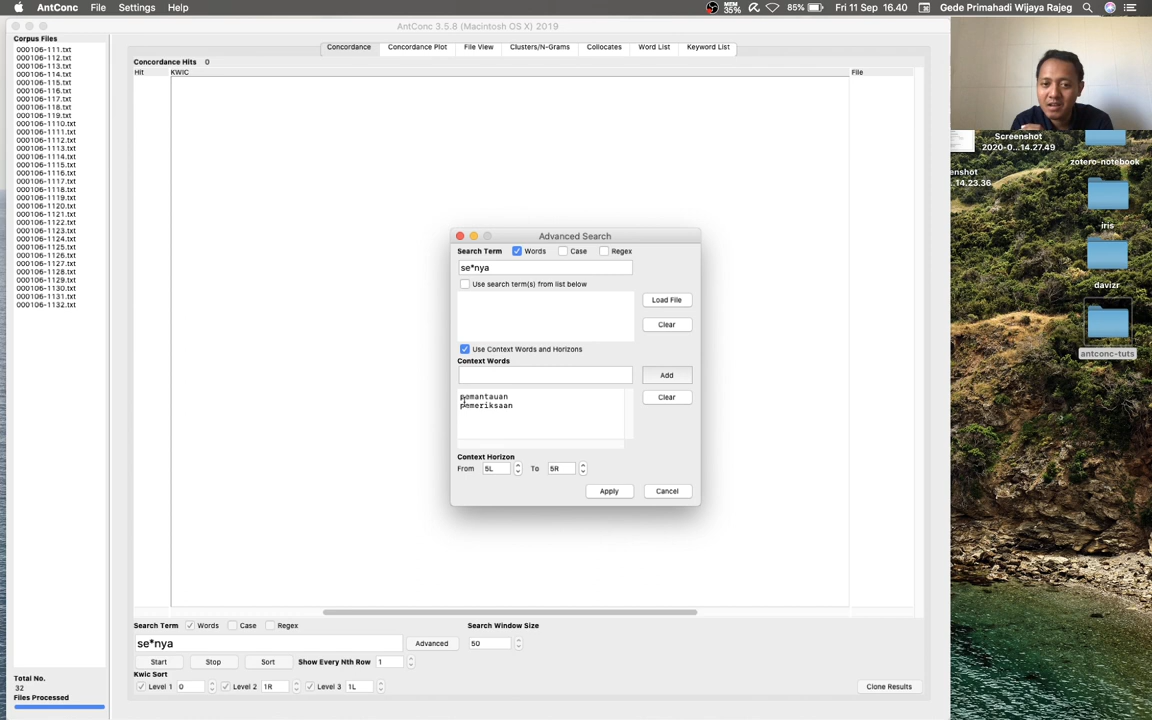 AntConc File Settings Help
MEM 35% 85% Fri 11 Sep 16.40 Gede Primahadi Wijaya Rajeg
AntConc 3.5.8 (Macintosh OS X) 2019
Corpus Files
000106-111.txt
000106-112.txt
000106-113.txt
000106-114.txt
000106-115.txt
000106-116.txt
000106-117.txt
000106-118.txt
000106-119.txt
000106-1110.txt
000106-1111.txt
000106-1112.txt
000106-1113.txt
000106-1114.txt
000106-1115.txt
000106-1116.txt
000106-1117.txt
000106-1118.txt
000106-1119.txt
000106-1120.txt
000106-1121.txt
000106-1122.txt
000106-1123.txt
000106-1124.txt
000106-1125.txt
000106-1126.txt
000106-1127.txt
000106-1128.txt
000106-1129.txt
000106-1130.txt
000106-1131.txt
000106-1132.txt
Total No.
32
Files Processed
Concordance Concordance Plot File View Clusters/N-Grams Collocates Word List Keyword List
Concordance Hits 0
Hit KWIC File
Advanced Search
Search Term Words Case Regex
se*nya
Use search term(s) from list below
Load File
Clear
Use Context Words and Horizons
Context Words
Add
pemantauan
pemeriksaan
Clear
Context Horizon
From 5L To 5R
Apply Cancel
Search Term Words Case Regex Search Window Size
se*nya Advanced 50
Start Stop Sort Show Every Nth Row 1
Kwic Sort
Level 1 0 Level 2 1R Level 3 1L Clone Results
Screenshot
2020-0...14.27.49
zotero-notebook
enshot
...14.23.36
iris
davizr
antconc-tuts